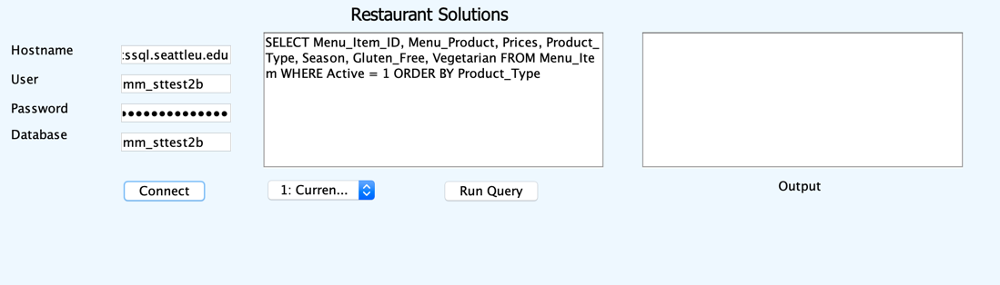 Restaurant Solutions
Hostname
:ssql.seattleu.edu
User
mm_sttest2b
Password
Database
mm_sttest2b
Connect
SELECT Menu_Item_ID, Menu_Product, Prices, Product_
Type, Season, Gluten_Free, Vegetarian FROM Menu_Ite
m WHERE Active = 1 ORDER BY Product_Type
1: Curren...
Run Query
Output